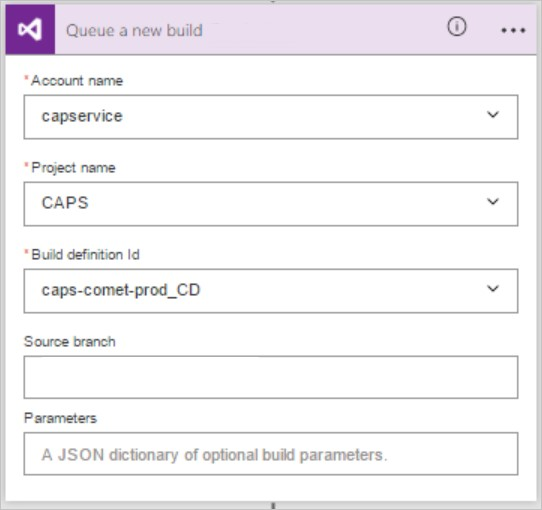 Queue a new build
*Account name
capservice
*Project name
CAPS
*Build definition Id
caps-comet-prod_CD
Source branch
Parameters
A JSON dictionary of optional build parameters.